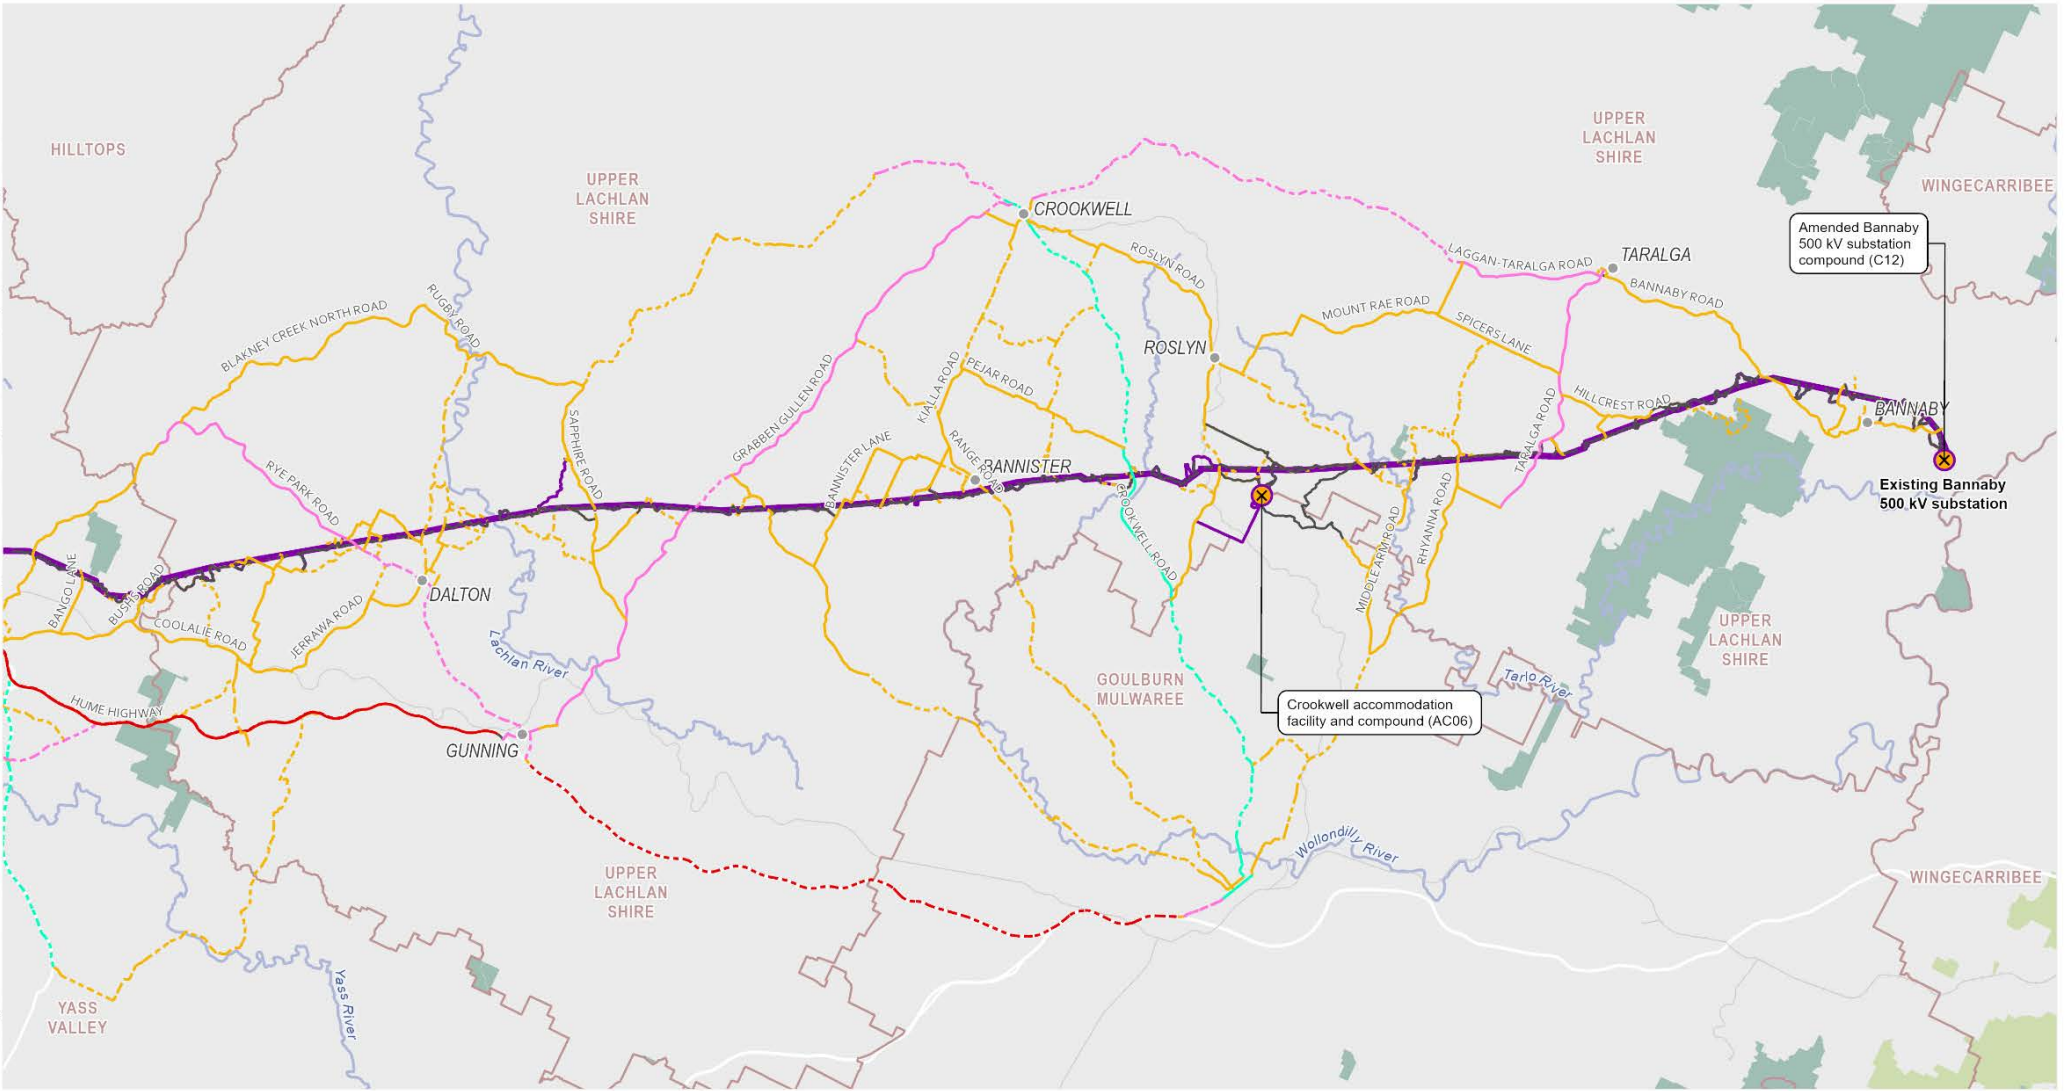 HILLTOPS
UPPER
LACHLAN
SHIRE
UPPER
LACHLAN
SHIRE
WINGECARRIBEE
CROOKWELL
Amended Bannaby
500 kV substation
compound (C12)
ROSLYN ROAD
LAGGAN-TARALGA ROAD
TARALGA
BANNABY ROAD
BLAKNEY CREEK NORTH ROAD
RUGBY ROAD
MOUNT RAE ROAD
SPICERS LANE
ROSLYN
GRABBEN GULLEN ROAD
KIALLA ROAD
PEJAR ROAD
HILLCREST ROAD
BANNABY
SAPPHIRE ROAD
BANNISTER LANE
RANGE ROAD
BANNISTER
TARALGA ROAD
RYE PARK ROAD
CROOKWELL ROAD
MIDDLE ARM ROAD
RHYANNA ROAD
Existing Bannaby
500 kV substation
BANGO LANE
BUSHS ROAD
DALTON
COOLALIE ROAD
JERRAWA ROAD
Lachlan River
UPPER
LACHLAN
SHIRE
GOULBURN
MULWAREE
Tarlo River
HUME HIGHWAY
Crookwell accommodation
facility and compound (AC06)
GUNNING
Wollondilly River
UPPER
LACHLAN
SHIRE
WINGECARRIBEE
Yass River
YASS
VALLEY